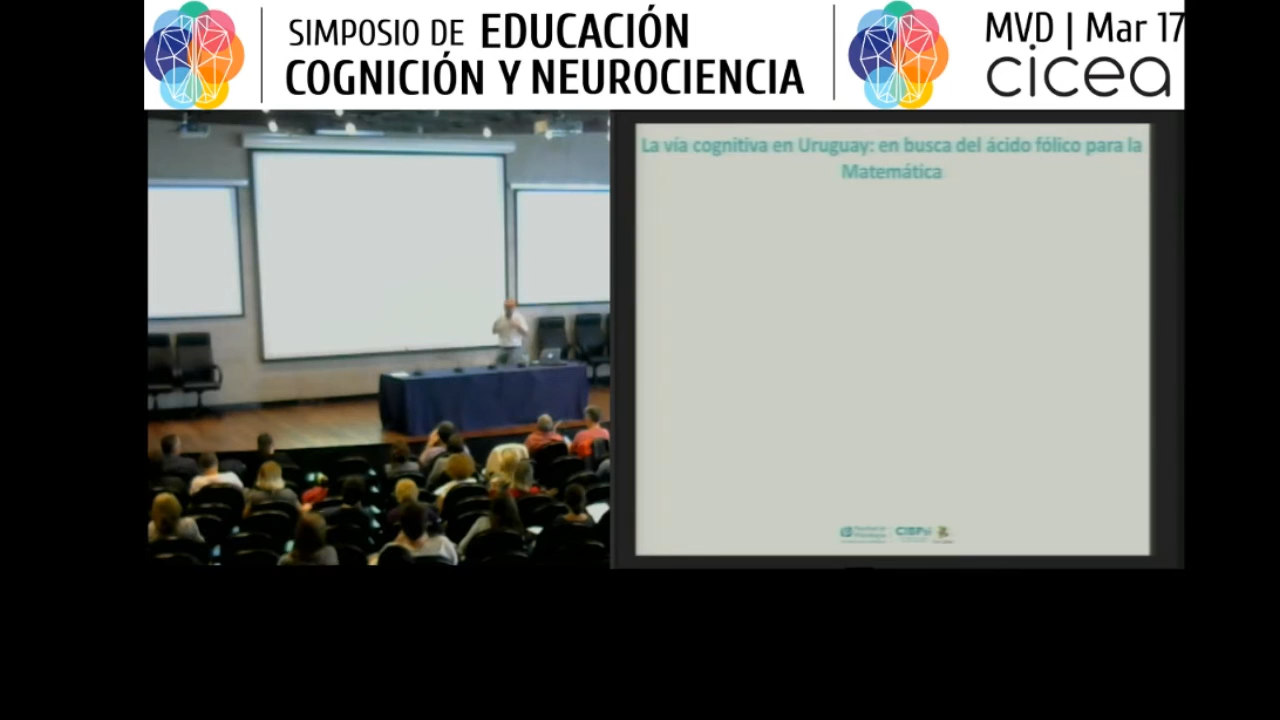 SIMPOSIO DE EDUCACIÓN
COGNICIÓN Y NEUROCIENCIA
MVD | Mar 17
cicea
La vía cognitiva en Uruguay: en busca del ácido fólico para la
Matemática
CIBPsi